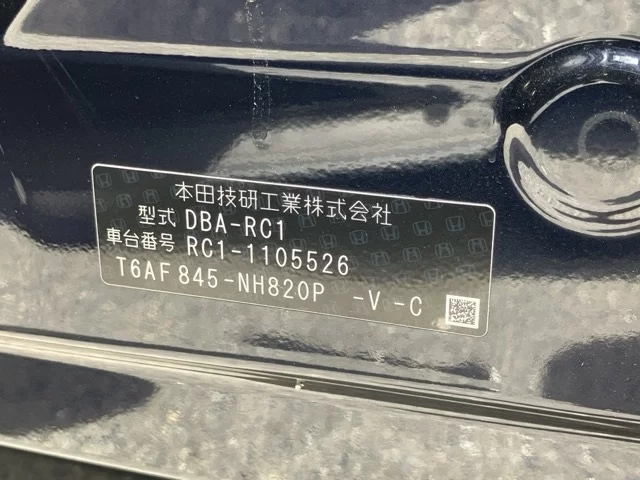 本田技研工業株式会社
型式 DBA-RC1
車台番号 RC1-1105526
T6AF 845-NH820P -V -C